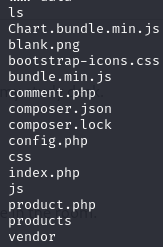 ls
Chart.bundle.min.js
blank.png
bootstrap-icons.css
bundle.min.js
comment.php
composer.json
composer.lock
config.php
css
index.php
js
product.php
products
vendor